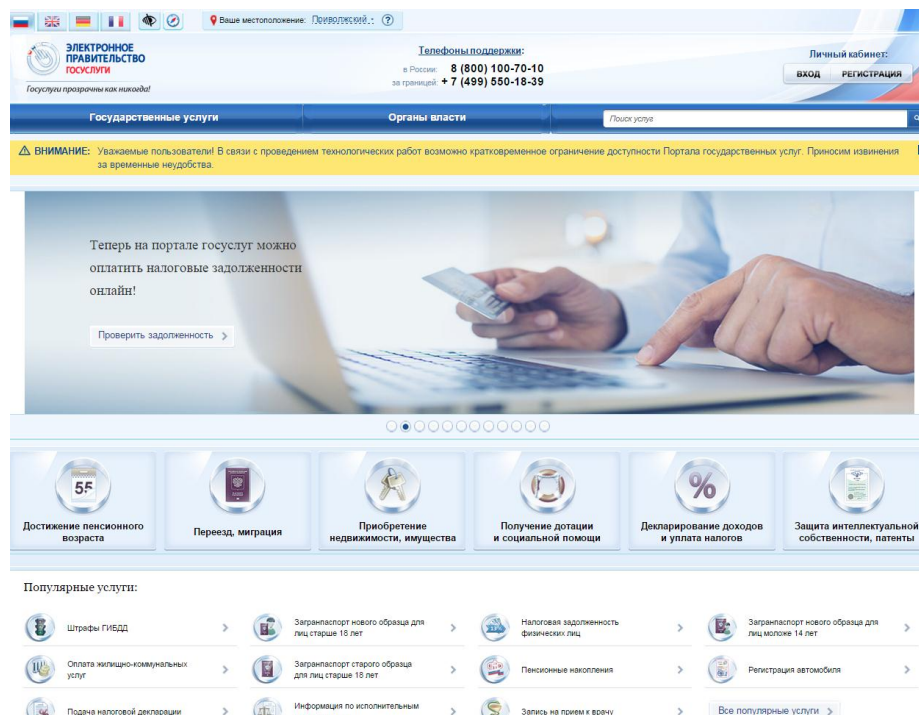 Ваше местоположение: Приволжский
ЭЛЕКТРОННОЕ
ПРАВИТЕЛЬСТВО
ГОСУСЛУГИ
Госуслуги прозрачны как никогда!
Телефоны поддержки:
в России: 8 (800) 100-70-10
за границей: + 7 (499) 550-18-39
Личный кабинет:
ВХОД РЕГИСТРАЦИЯ
Государственные услуги
Органы власти
Поиск услуг
ВНИМАНИЕ: Уважаемые пользователи! В связи с проведением технологических работ возможно кратковременное ограничение доступности Портала государственных услуг. Приносим извинения
за временные неудобства.
Теперь на портале госуслуг можно
оплатить налоговые задолженности
онлайн!
Проверить задолженность
55
Достижение пенсионного
возраста
Переезд, миграция
Приобретение
недвижимости, имущества
Получение дотации
и социальной помощи
%
Декларирование доходов
и уплата налогов
Защита интеллектуальной
собственности, патенты
Популярные услуги:
Штрафы ГИБДД
Загранпаспорт нового образца для
лиц старше 18 лет
Налоговая задолженность
физических лиц
Загранпаспорт нового образца для
лиц моложе 14 лет
Оплата жилищно-коммунальных
услуг
Загранпаспорт старого образца
для лиц старше 18 лет
Пенсионные накопления
Регистрация автомобиля
Подача налоговой декларации
Информация по исполнительным
Запись на прием к врачу
Все популярные услуги